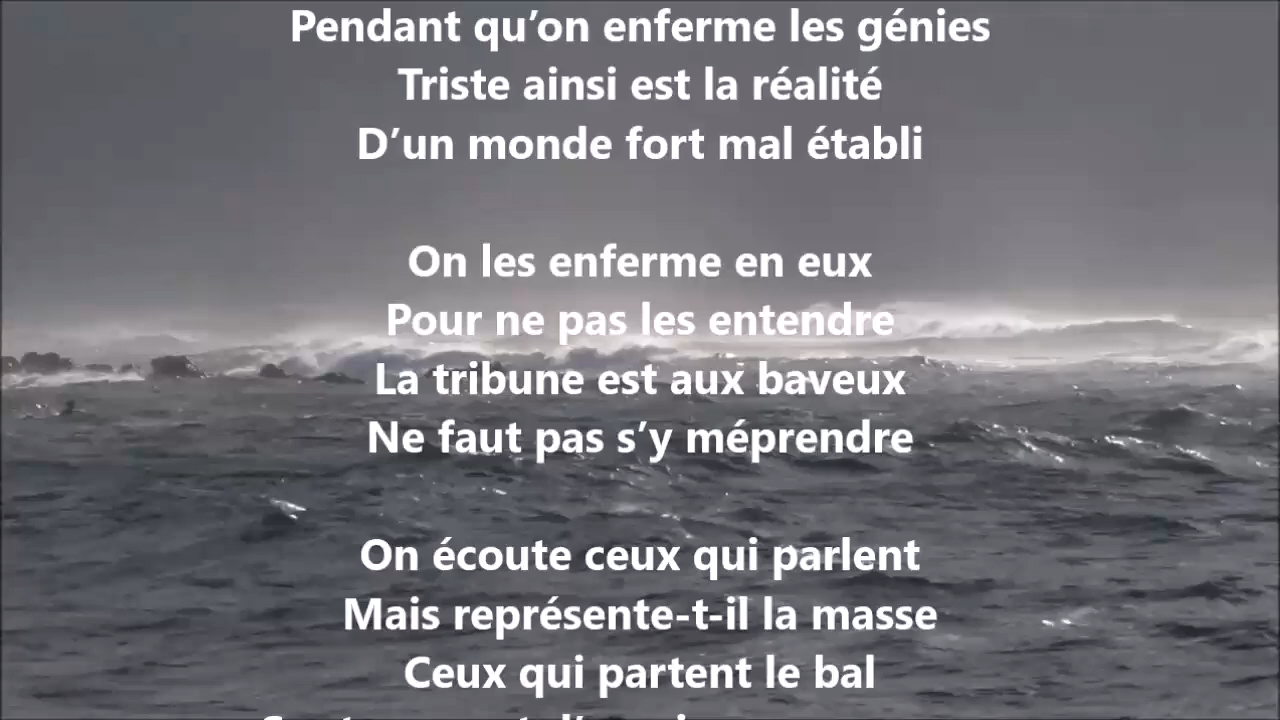 Pendant qu’on enferme les génies
Triste ainsi est la réalité
D’un monde fort mal établi
On les enferme en eux
Pour ne pas les entendre
La tribune est aux baveux
Ne faut pas s’y méprendre
On écoute ceux qui parlent
Mais représente-t-il la masse
Ceux qui partent le bal